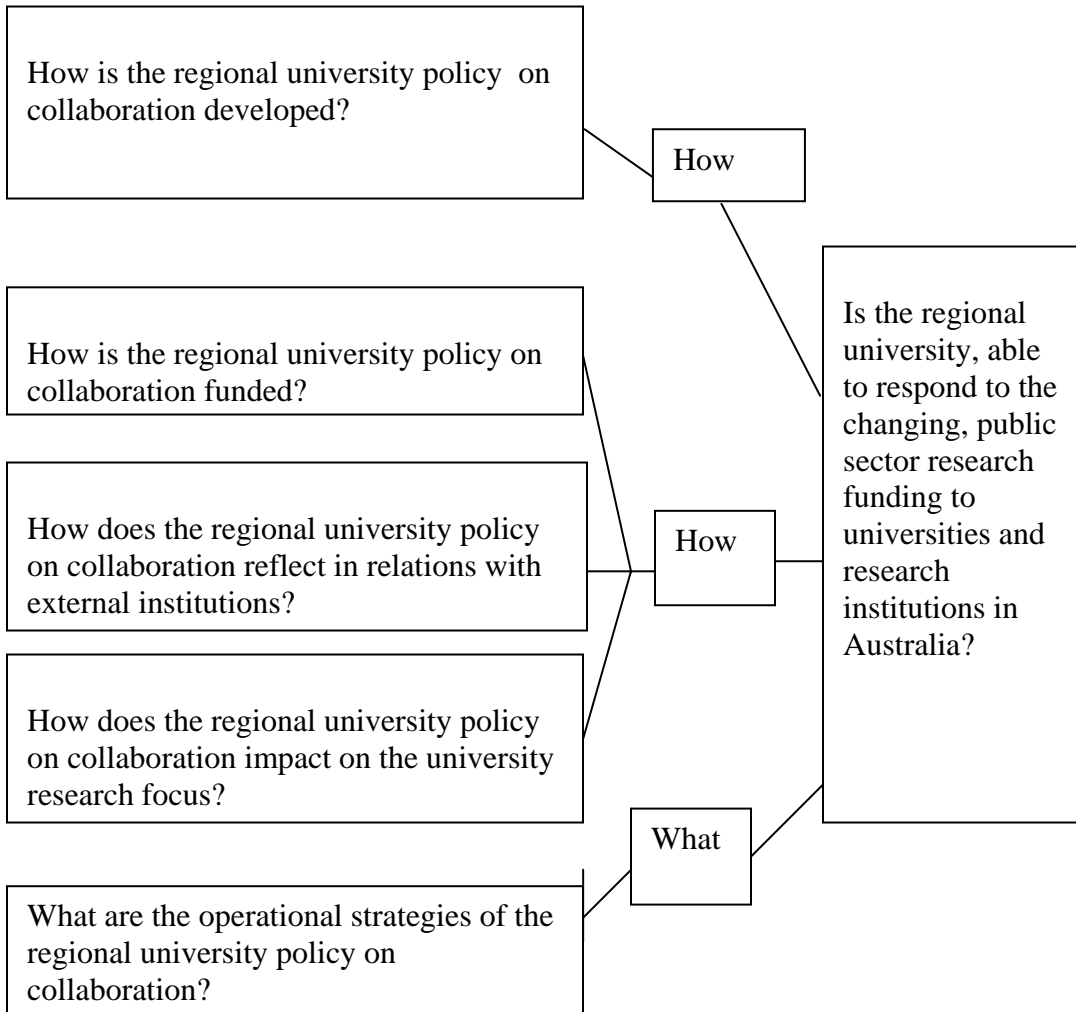 How is the regional university policy  on
collaboration developed?
How
How is the regional university policy on
collaboration funded?
How does the regional university policy
on collaboration reflect in relations with
external institutions?
How
How does the regional university policy
on collaboration impact on the university
research focus?
What
What are the operational strategies of the
regional university policy on
collaboration?
Is the regional
university, able
to respond to the
changing, public
sector research
funding to
universities and
research
institutions in
Australia?